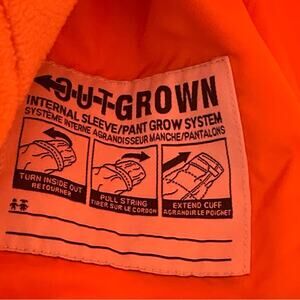 O-U-T-GROWN
INTERNAL SLEEVE/PANT GROW SYSTEM
SYSTÈME INTERNE AGRANDISSEUR MANCHE/PANTALONS
TURN INSIDE OUT
RETOURNER
PULL STRING
TIRER SUR LE CORDON
EXTEND CUFF
AGRANDIR LE POIGNET